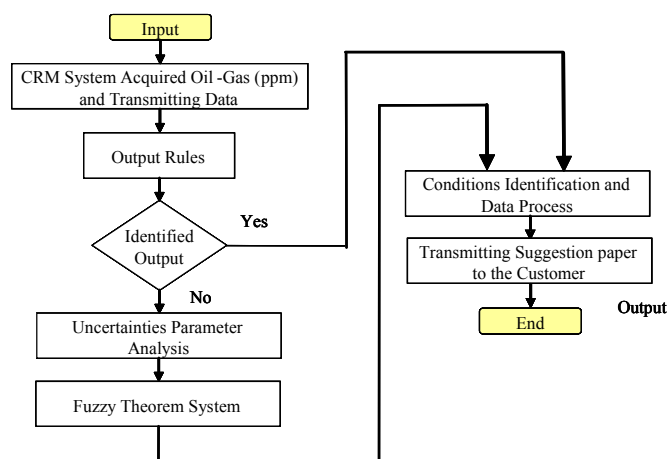 Input
CRM System Acquired Oil -Gas (ppm)
and Transmitting Data
Output Rules
Identified
Output
Yes
No
Uncertainties Parameter
Analysis
Fuzzy Theorem System
Conditions Identification and
Data Process
Transmitting Suggestion paper
to the Customer
Output
End